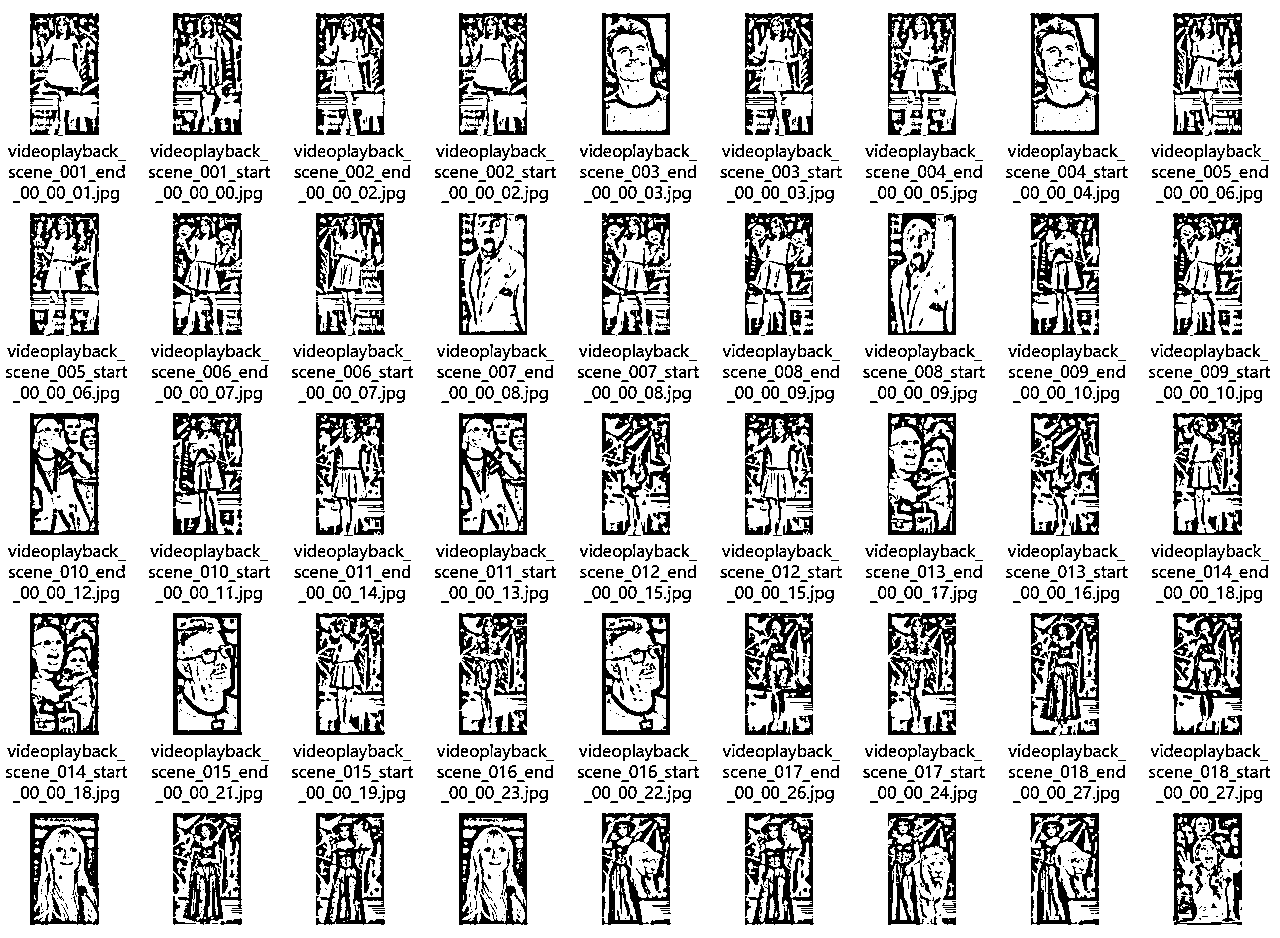 videoplayback_ videoplayback_ videoplayback_ videoplayback_ videoplayback_ videoplayback_ videoplayback_ videoplayback_ videoplayback_
scene_001_end scene_001_start scene_002_end scene_002_start scene_003_end scene_003_start scene_004_end scene_004_start scene_005_end
_00_00_01.jpg _00_00_00.jpg _00_00_02.jpg _00_00_02.jpg _00_00_03.jpg _00_00_03.jpg _00_00_05.jpg _00_00_04.jpg _00_00_06.jpg
videoplayback_ videoplayback_ videoplayback_ videoplayback_ videoplayback_ videoplayback_ videoplayback_ videoplayback_ videoplayback_
scene_005_start scene_006_end scene_006_start scene_007_end scene_007_start scene_008_end scene_008_start scene_009_end scene_009_start
_00_00_06.jpg _00_00_07.jpg _00_00_07.jpg _00_00_08.jpg _00_00_08.jpg _00_00_09.jpg _00_00_09.jpg _00_00_10.jpg _00_00_10.jpg
videoplayback_ videoplayback_ videoplayback_ videoplayback_ videoplayback_ videoplayback_ videoplayback_ videoplayback_ videoplayback_
scene_010_end scene_010_start scene_011_end scene_011_start scene_012_end scene_012_start scene_013_end scene_013_start scene_014_end
_00_00_12.jpg _00_00_11.jpg _00_00_14.jpg _00_00_13.jpg _00_00_15.jpg _00_00_15.jpg _00_00_17.jpg _00_00_16.jpg _00_00_18.jpg
videoplayback_ videoplayback_ videoplayback_ videoplayback_ videoplayback_ videoplayback_ videoplayback_ videoplayback_ videoplayback_
scene_014_start scene_015_end scene_015_start scene_016_end scene_016_start scene_017_end scene_017_start scene_018_end scene_018_start
_00_00_18.jpg _00_00_21.jpg _00_00_19.jpg _00_00_23.jpg _00_00_22.jpg _00_00_26.jpg _00_00_24.jpg _00_00_27.jpg _00_00_27.jpg